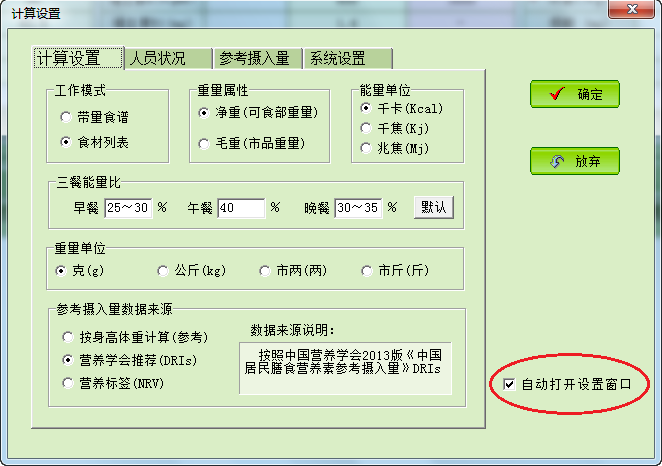 计算设置
计算设置 人员状况 参考摄入量 系统设置
工作模式
带量食谱
食材列表
重量属性
净重(可食部重量)
毛重(市品重量)
能量单位
千卡(Kcal)
千焦(Kj)
兆焦(Mj)
确定
放弃
三餐能量比
早餐 25~30 % 午餐 40 % 晚餐 30~35 % 默认
重量单位
克(g) 公斤(kg) 市两(两) 市斤(斤)
参考摄入量数据来源
按身高体重计算(参考)
营养学会推荐(DRIs)
营养标签(NRV)
数据来源说明:
按照中国营养学会2013版《中国
居民膳食营养素参考摄入量》DRIs
自动打开设置窗口